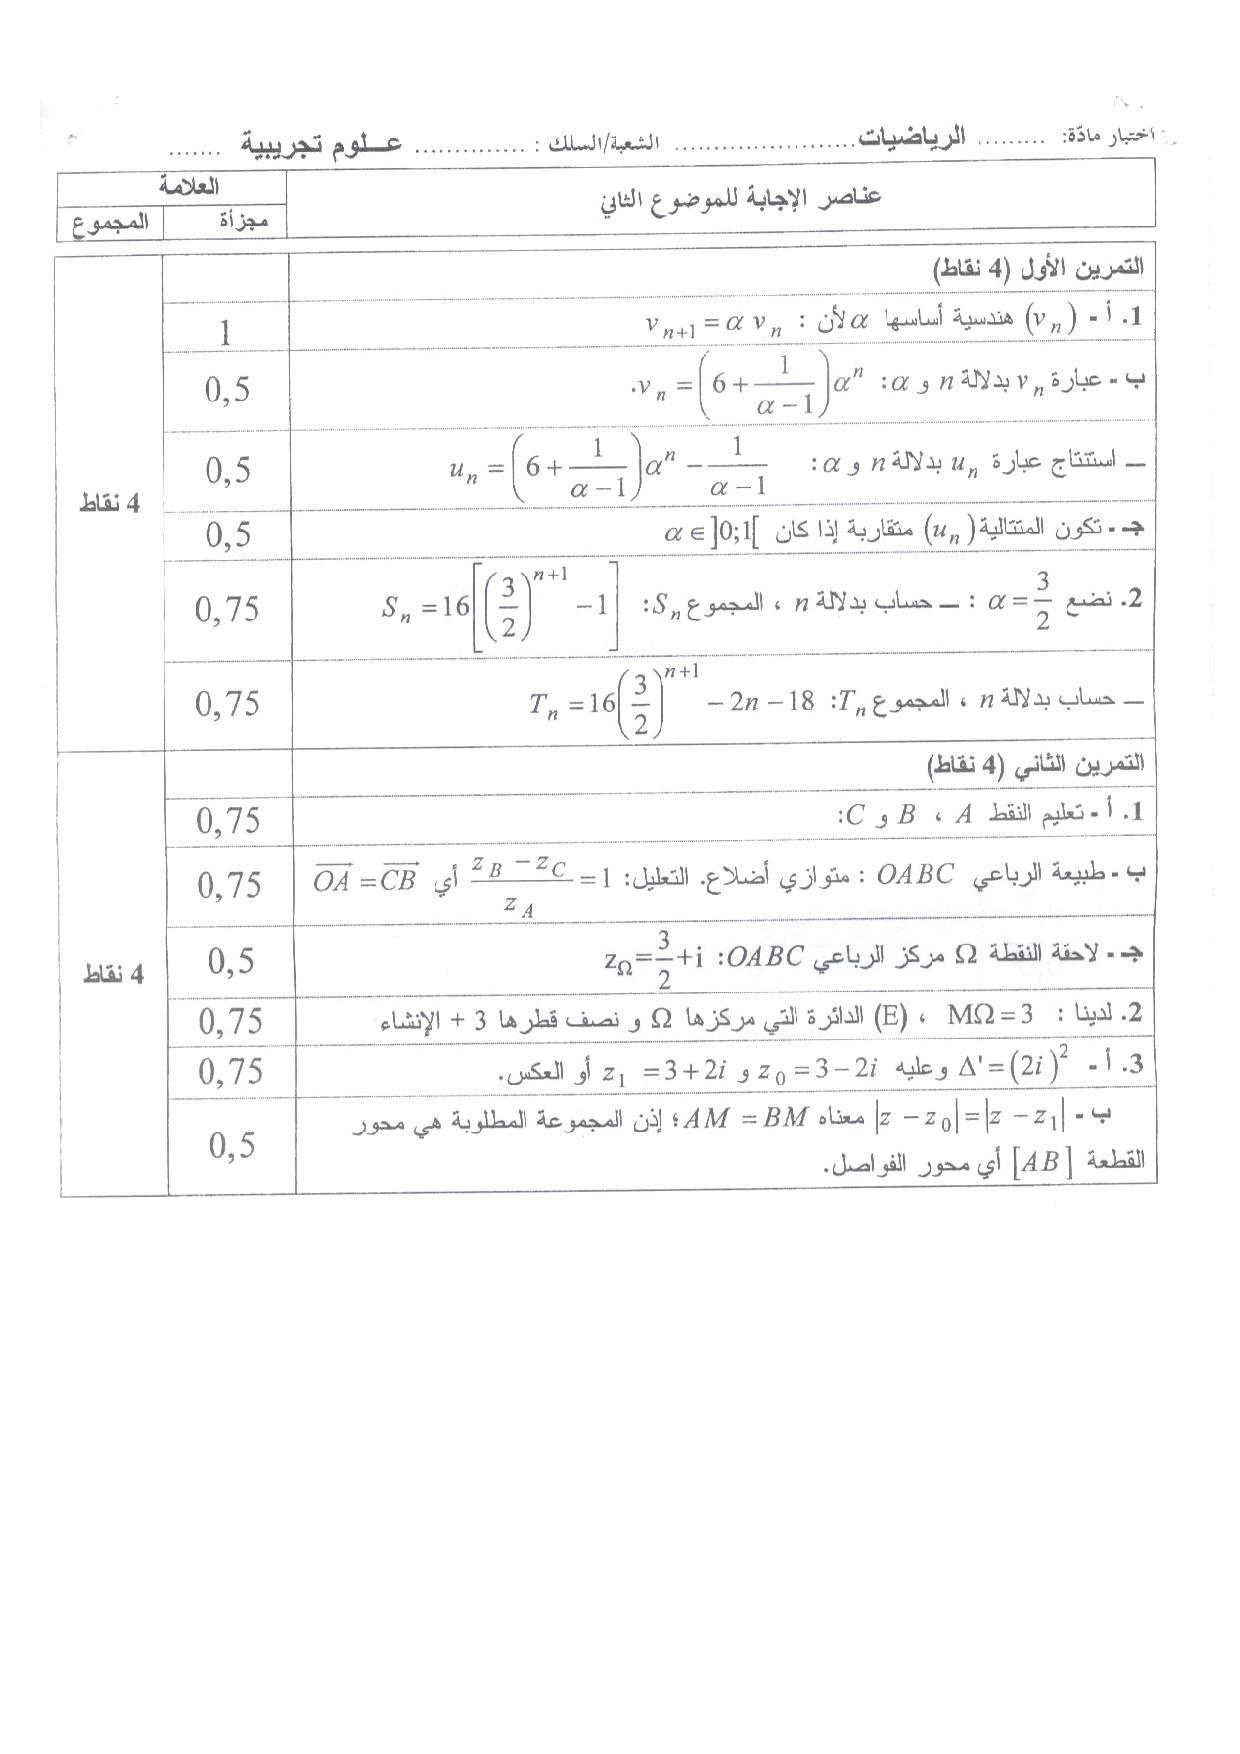 اختبار مادّة: ......... الرياضيات...................... الشعبة/السلك : ............. علوم تجريبية .......
عناصر الإجابة للموضوع الثاني
العلامة
مجزأة
المجموع
التمرين الأول (4 نقاط)
1. أ - (v_n) هندسية أساسها α لأن : v_{n+1} = α v_n
1
ب - عبارة v_n بدلالة n و α: v_n = (6 + 1/(α − 1)) α^n.
0,5
ـ استنتاج عبارة u_n بدلالة n و α: u_n = (6 + 1/(α − 1)) α^n − 1/(α − 1)
0,5
جـ - تكون المتتالية (u_n) متقاربة إذا كان α ∈ ]0;1[
0,5
2. نضع α = 3/2 : ـ حساب بدلالة n ، المجموع S_n: S_n = 16[(3/2)^{n+1} − 1]
0,75
ـ حساب بدلالة n ، المجموع T_n: T_n = 16(3/2)^{n+1} − 2n − 18
0,75
4 نقاط
التمرين الثاني (4 نقاط)
1. أ - تعليم النقط A ، B و C:
0,75
ب - طبيعة الرباعي OABC : متوازي أضلاع. التعليل: (z_B − z_C)/z_A = 1 أي \overrightarrow{OA} = \overrightarrow{CB}
0,75
جـ - لاحقة النقطة Ω مركز الرباعي OABC: z_Ω = 3/2 + i
0,5
2. لدينا : MΩ = 3 ، (E) الدائرة التي مركزها Ω و نصف قطرها 3 + الإنشاء
0,75
3. أ - Δ' = (2i)^2 وعليه z_0 = 3 − 2i و z_1 = 3 + 2i أو العكس.
0,75
ب - |z − z_0| = |z − z_1| معناه AM = BM؛ إذن المجموعة المطلوبة هي محور
القطعة [AB] أي محور الفواصل.
0,5
4 نقاط